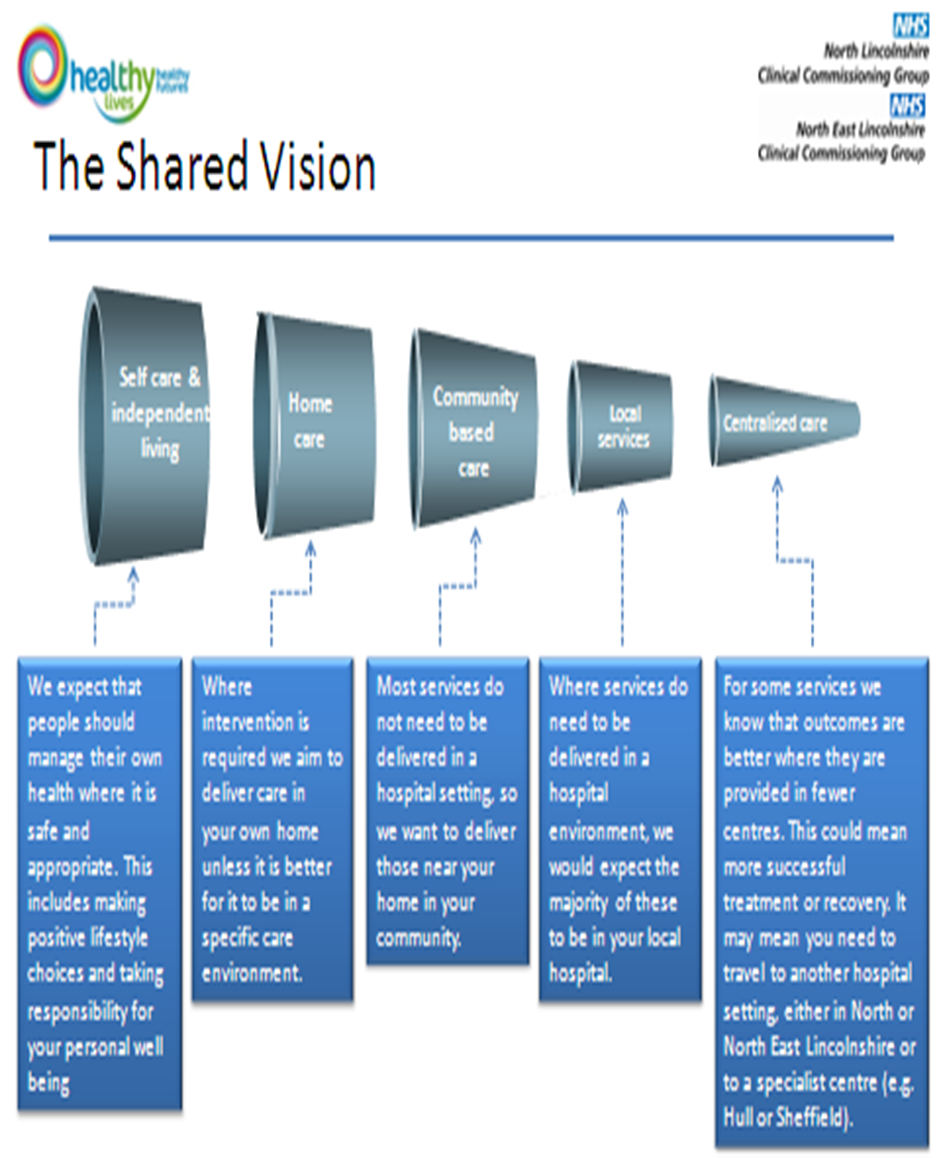 healthy healthy
lives futures
NHS
North Lincolnshire
Clinical Commissioning Group
NHS
North East Lincolnshire
Clinical Commissioning Group
The Shared Vision
Self care &
independent
living
Home
care
Community
based
care
Local
services
Centralised care
We expect that
people should
manage their own
health where it is
safe and
appropriate. This
includes making
positive lifestyle
choices and taking
responsibility for
your personal well
being
Where
intervention is
required we aim to
deliver care in
your own home
unless it is better
for it to be in a
specific care
environment.
Most services do
not need to be
delivered in a
hospital setting, so
we want to deliver
those near your
home in your
community.
Where services do
need to be
delivered in a
hospital
environment, we
would expect the
majority of these
to be in your local
hospital.
For some services we
know that outcomes are
better where they are
provided in fewer
centres. This could mean
more successful
treatment or recovery. It
may mean you need to
travel to another hospital
setting, either in North or
North East Lincolnshire or
to a specialist centre (e.g.
Hull or Sheffield).